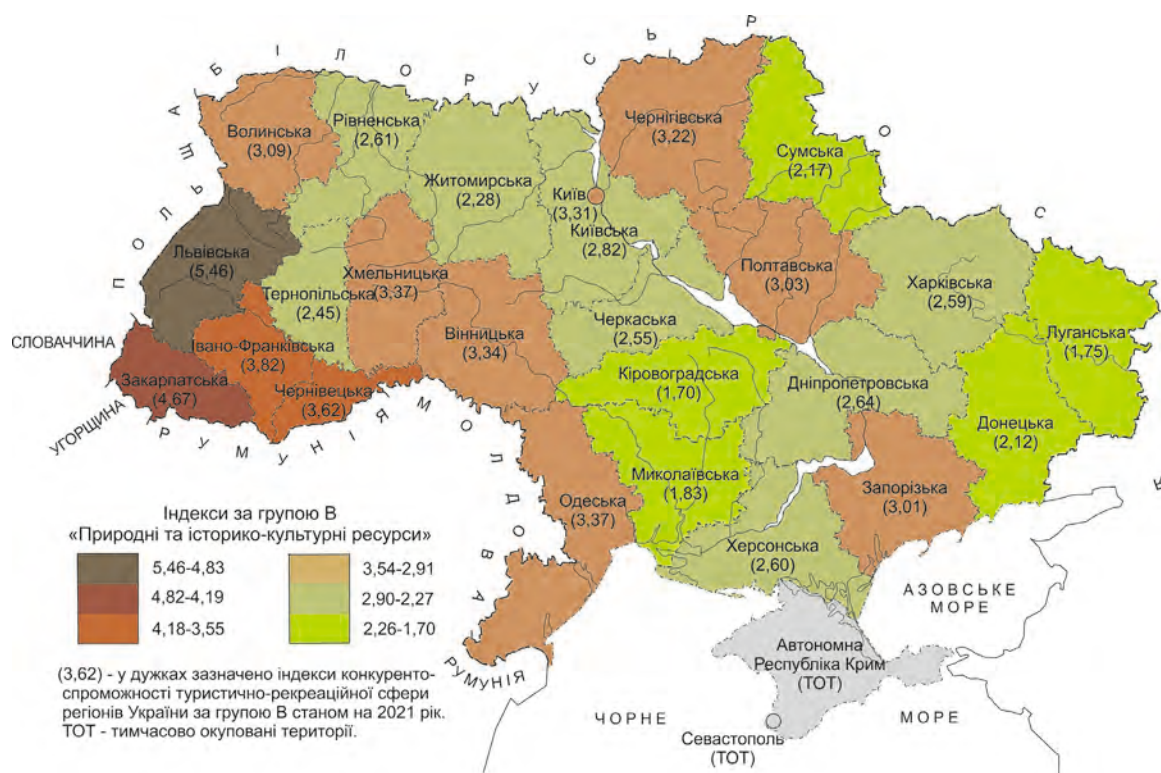 БІЛОРУСЬ
ПОЛЬЩА
Р О С
Волинська
(3,09)
Рівненська
(2,61)
Житомирська
(2,28)
Київ
(3,31)
Київська
(2,82)
Чернігівська
(3,22)
Сумська
(2,17)
Львівська
(5,46)
Тернопільська
(2,45)
Хмельницька
(3,37)
Вінницька
(3,34)
Черкаська
(2,55)
Полтавська
(3,03)
Харківська
(2,59)
Луганська
(1,75)
СЛОВАЧЧИНА
Івано-Франківська
(3,82)
Закарпатська
(4,67)
Чернівецька
(3,62)
УГОРЩИНА
РУМУНІЯ
МОЛДОВА
Кіровоградська
(1,70)
Дніпропетровська
(2,64)
Донецька
(2,12)
Миколаївська
(1,83)
Одеська
(3,37)
Запорізька
(3,01)
Херсонська
(2,60)
Я
АЗОВСЬКЕ
МОРЕ
Автономна
Республіка Крим
(ТОТ)
РУМУНІЯ
ЧОРНЕ МОРЕ
Севастополь
(ТОТ)
Індекси за групою В
«Природні та історико-культурні ресурси»
5,46-4,83
4,82-4,19
4,18-3,55
3,54-2,91
2,90-2,27
2,26-1,70
(3,62) - у дужках зазначено індекси конкуренто-
спроможності туристично-рекреаційної сфери
регіонів України за групою В станом на 2021 рік.
ТОТ - тимчасово окуповані території.